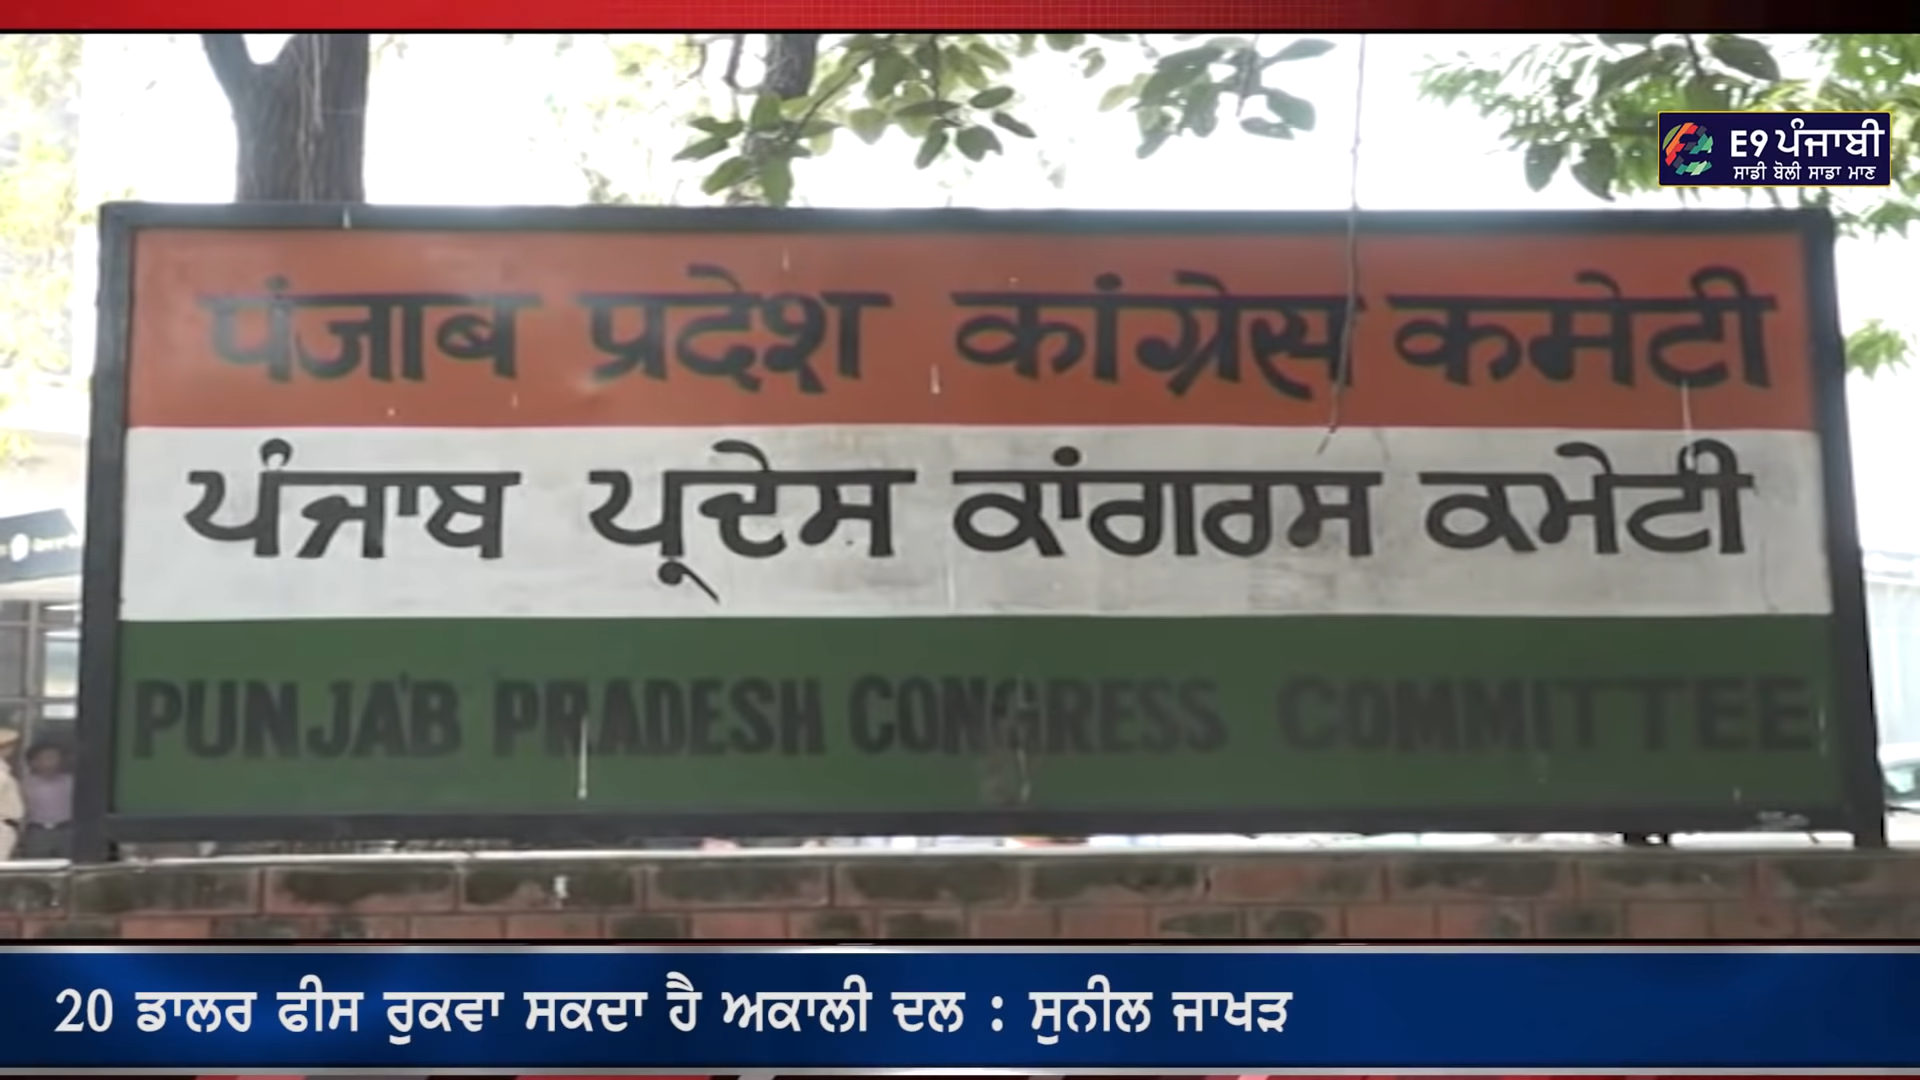 E9 ਪੰਜਾਬੀ
ਸਾਡੀ ਬੋਲੀ ਸਾਡਾ ਮਾਣ
पंजाब प्रदेश कांग्रेस कमेटी
ਪੰਜਾਬ ਪ੍ਰਦੇਸ ਕਾਂਗਰਸ ਕਮੇਟੀ
PUNJAB PRADESH CONGRESS COMMITTEE
20 ਡਾਲਰ ਫੀਸ ਰੁਕਵਾ ਸਕਦਾ ਹੈ ਅਕਾਲੀ ਦਲ : ਸੁਨੀਲ ਜਾਖੜ